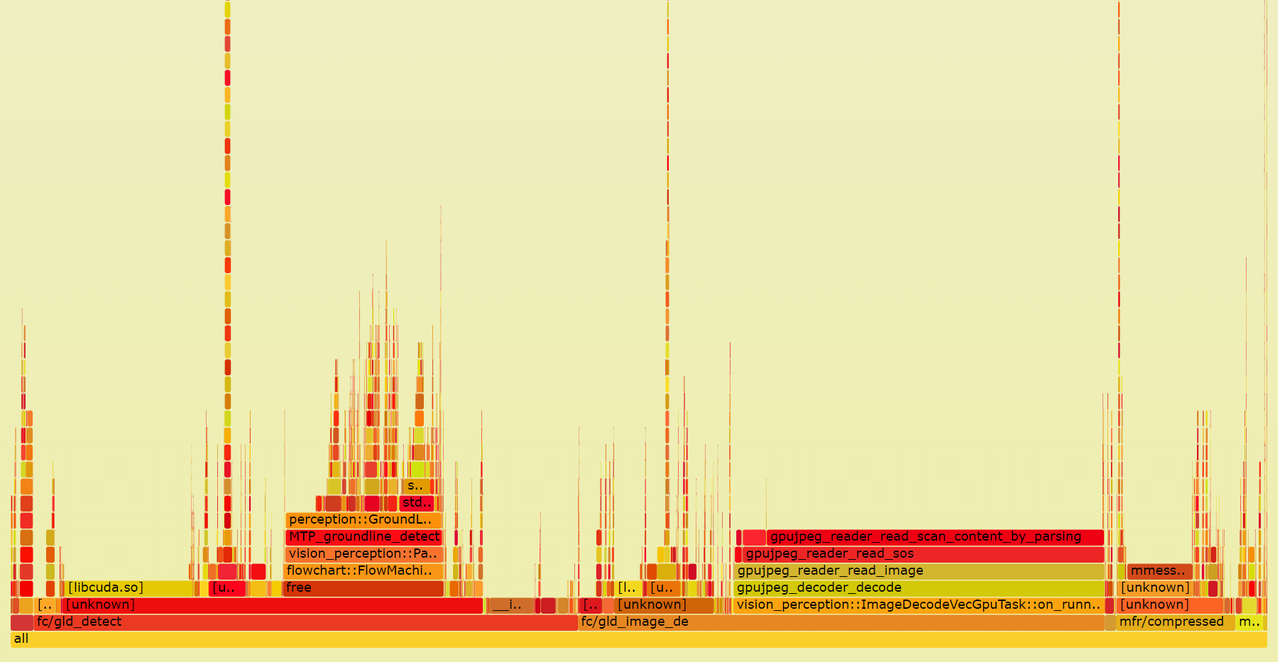 s..
std..
perception::GroundL..
MTP_groundline_detect gpujpeg_reader_read_scan_content_by_parsing
vision_perception::Pa.. gpujpeg_reader_read_sos
flowchart::FlowMachi.. gpujpeg_reader_read_image mmess..
[libcuda.so] [u.. free [l.. [u.. gpujpeg_decoder_decode [unknown]
[.. [unknown] __i.. [.. [unknown] vision_perception::ImageDecodeVecGpuTask::on_runn.. [unknown]
fc/gld_detect fc/gld_image_de mfr/compressed m..
all